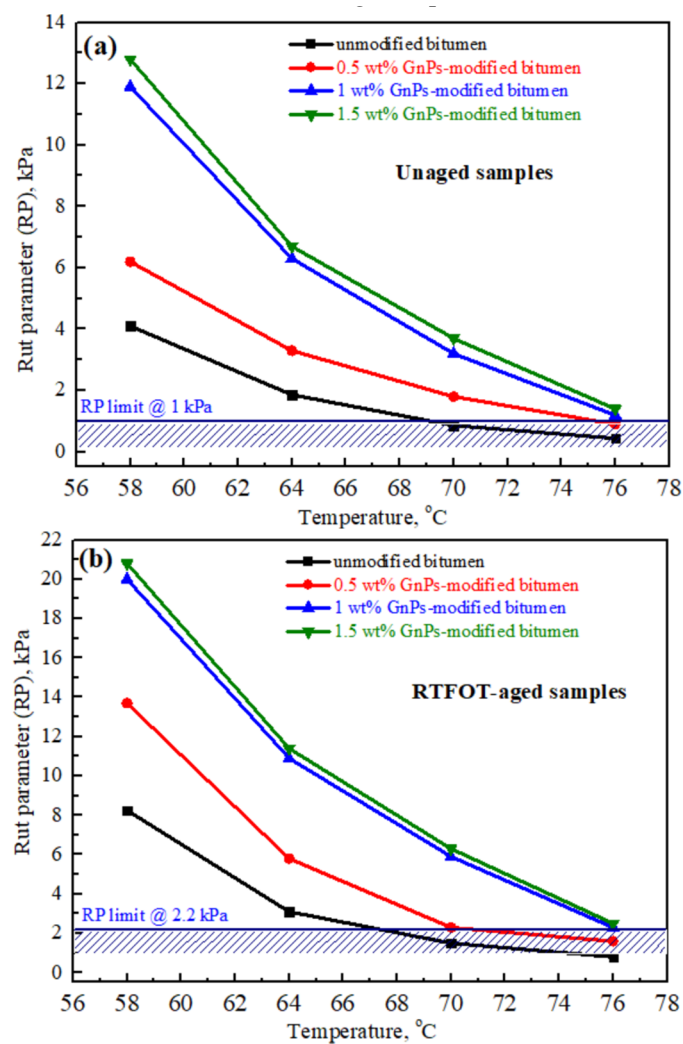 (a)
unmodified bitumen
0.5 wt% GnPs-modified bitumen
1 wt% GnPs-modified bitumen
1.5 wt% GnPs-modified bitumen
Unaged samples
Rut parameter (RP), kPa
14
12
10
8
6
4
2
0
RP limit @ 1 kPa
56 58 60 62 64 66 68 70 72 74 76 78
Temperature, °C
(b)
unmodified bitumen
0.5 wt% GnPs-modified bitumen
1 wt% GnPs-modified bitumen
1.5 wt% GnPs-modified bitumen
RTFOT-aged samples
Rut parameter (RP), kPa
22
20
18
16
14
12
10
8
6
4
2
0
RP limit @ 2.2 kPa
56 58 60 62 64 66 68 70 72 74 76 78
Temperature, °C